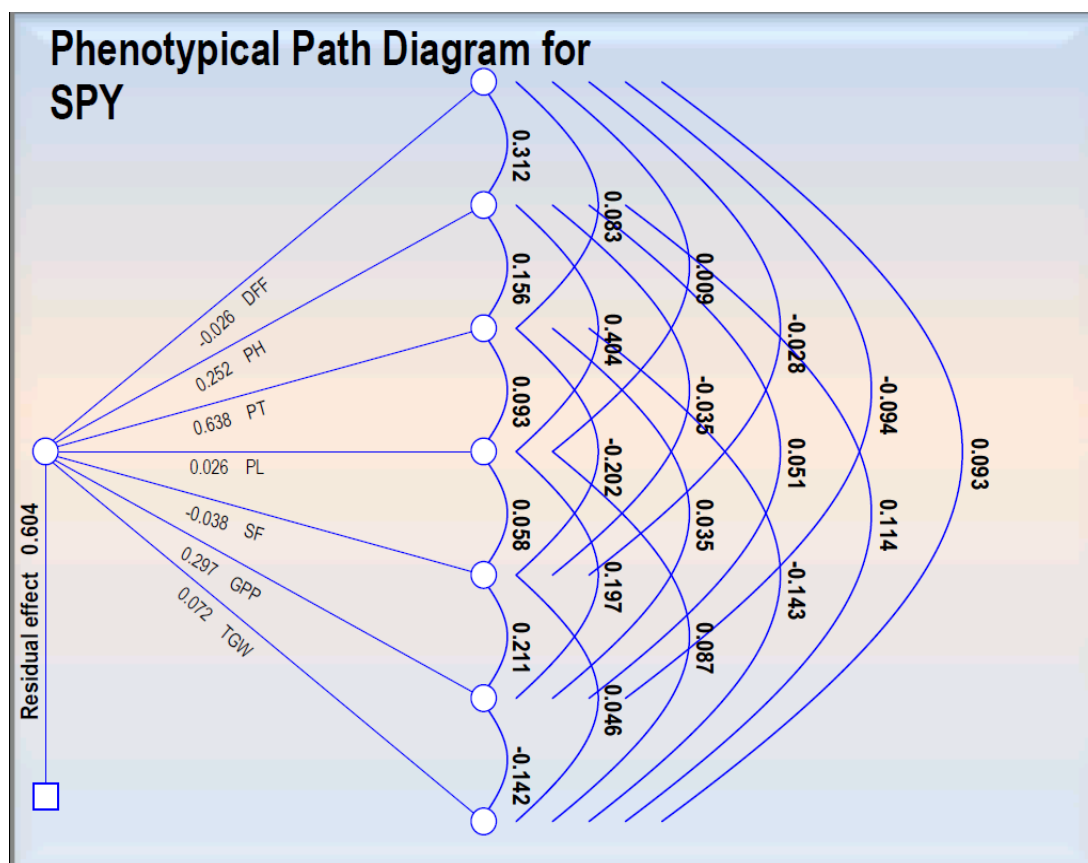 Phenotypical Path Diagram for
SPY
0.312
0.083
0.156
0.009
-0.026 DFF
0.252 PH
0.404
-0.028
0.638 PT
0.093
-0.035
-0.094
0.026 PL
-0.202
0.051
0.093
-0.038 SF
0.058
0.035
0.114
0.297 GPP
0.197
-0.143
0.072 TGW
0.211
0.087
0.046
-0.142
Residual effect 0.604